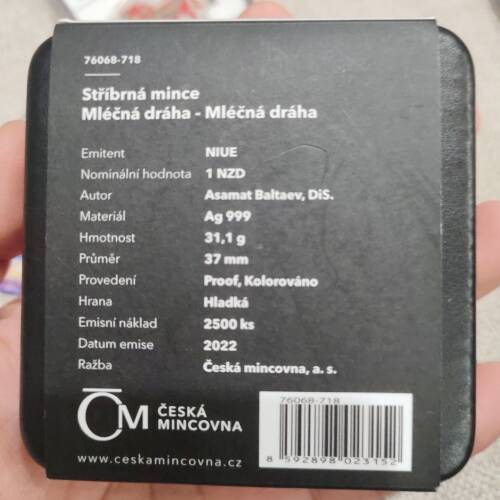 76068-718
Stříbrná mince
Mléčná dráha - Mléčná dráha
Emitent NIUE
Nominální hodnota 1 NZD
Autor Asamat Baltaev, DiS.
Materiál Ag 999
Hmotnost 31,1 g
Průměr 37 mm
Provedení Proof, Kolorováno
Hrana Hladká
Emisní náklad 2500 ks
Datum emise 2022
Ražba Česká mincovna, a. s.
ČM ČESKÁ
MINCOVNA
www.ceskamincovna.cz
76068-718
8 592898 023152